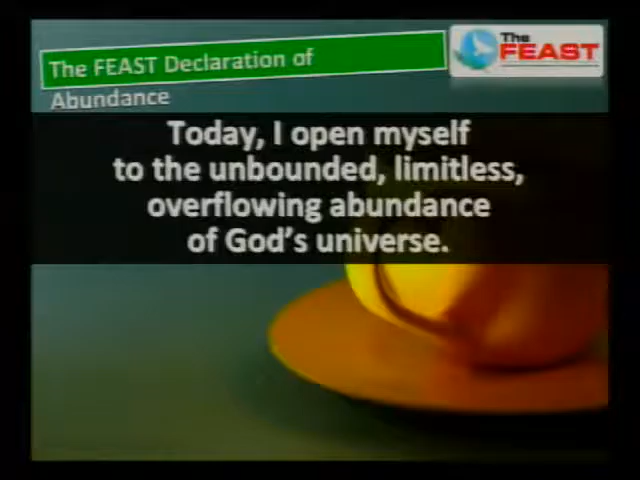 The FEAST Declaration of
Abundance
The
FEAST
Today, I open myself
to the unbounded, limitless,
overflowing abundance
of God's universe.